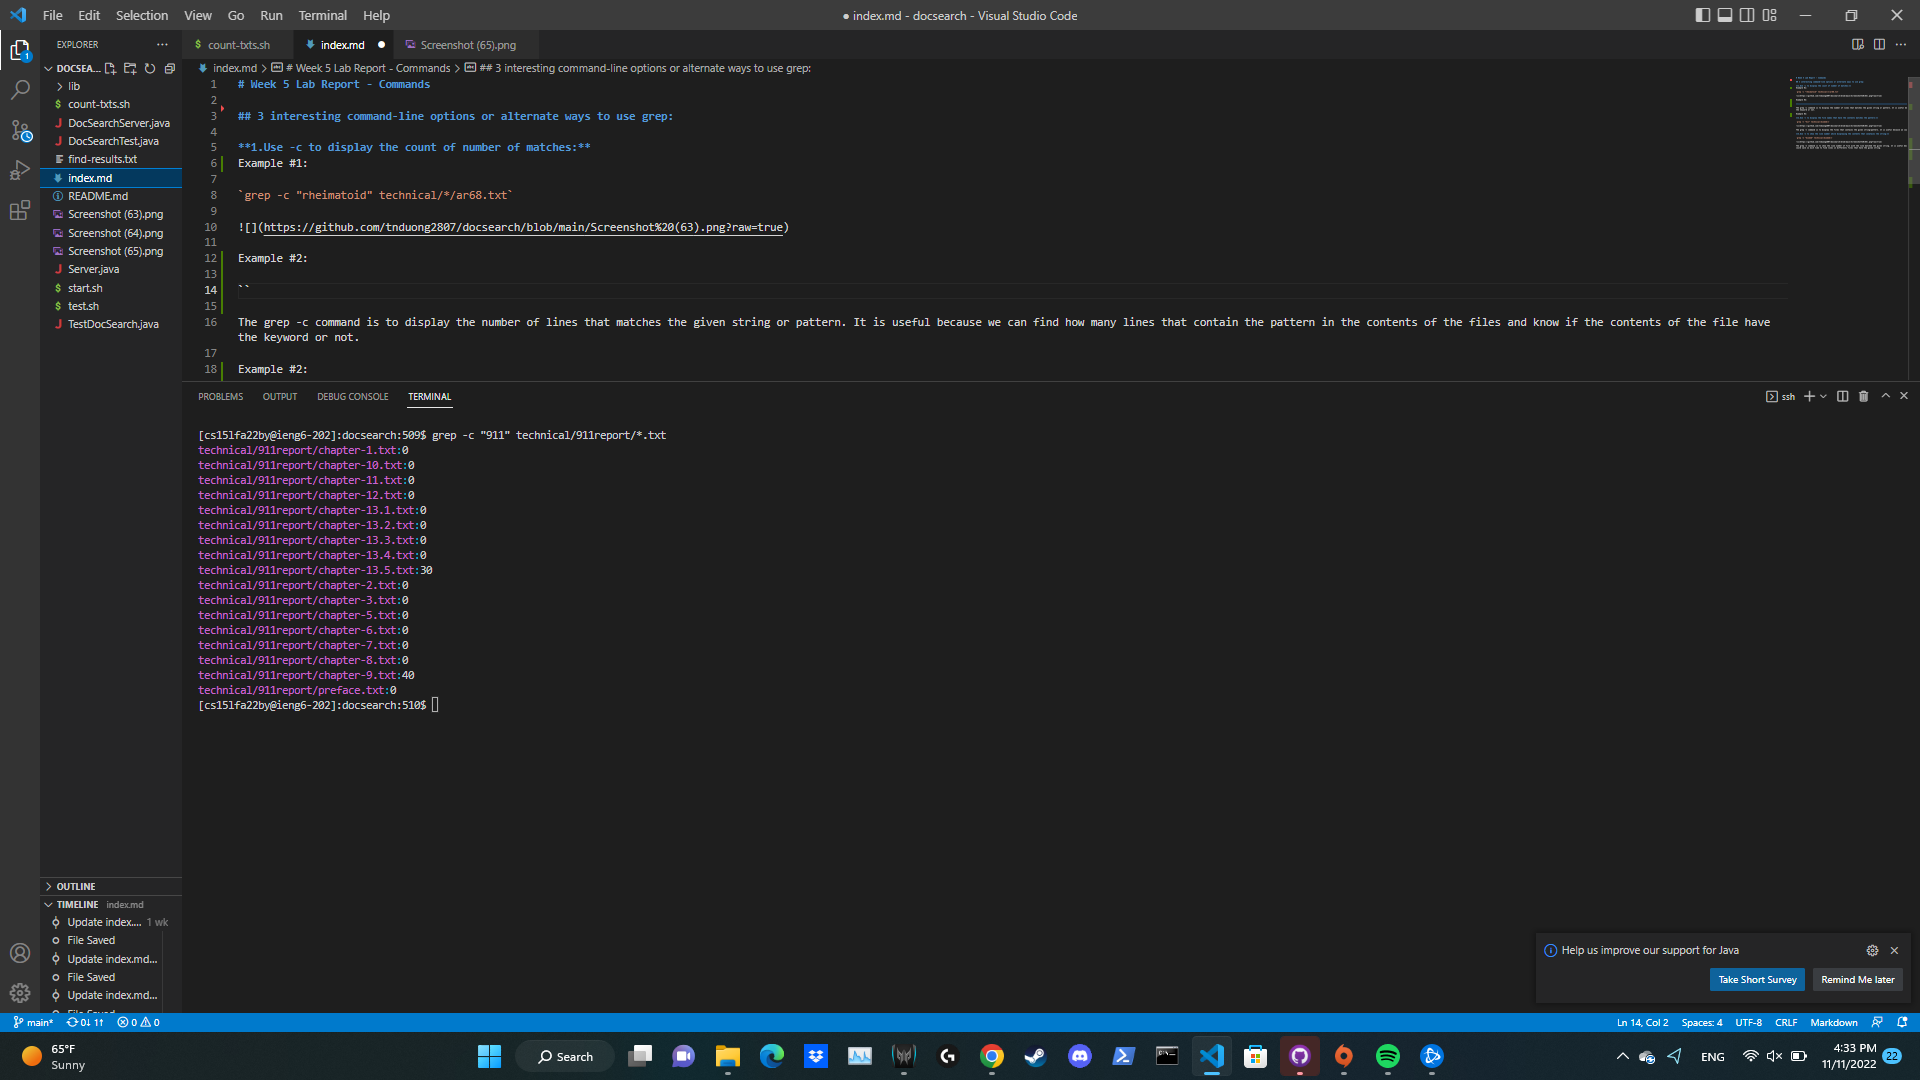 File Edit Selection View Go Run Terminal Help
● index.md - docsearch - Visual Studio Code
EXPLORER
DOCSEA...
lib
count-txts.sh
DocSearchServer.java
DocSearchTest.java
find-results.txt
index.md
README.md
Screenshot (63).png
Screenshot (64).png
Screenshot (65).png
Server.java
start.sh
test.sh
TestDocSearch.java
OUTLINE
TIMELINE index.md
Update index.... 1 wk
File Saved
Update index.md...
File Saved
Update index.md...
File Saved
count-txts.sh index.md Screenshot (65).png
index.md > # Week 5 Lab Report - Commands > ## 3 interesting command-line options or alternate ways to use grep:
1 # Week 5 Lab Report - Commands
2
3 ## 3 interesting command-line options or alternate ways to use grep:
4
5 **1.Use -c to display the count of number of matches:**
6 Example #1:
7
8 `grep -c "rheimatoid" technical/*/ar68.txt`
9
10 ![](https://github.com/tnduong2807/docsearch/blob/main/Screenshot%20(63).png?raw=true)
11
12 Example #2:
13
14 ``
15
16 The grep -c command is to display the number of lines that matches the given string or pattern. It is useful because we can find how many lines that contain the pattern in the contents of the files and know if the contents of the file have
the keyword or not.
17
18 Example #2:
PROBLEMS OUTPUT DEBUG CONSOLE TERMINAL
ssh
[cs15lfa22by@ieng6-202]:docsearch:509$ grep -c "911" technical/911report/*.txt
technical/911report/chapter-1.txt:0
technical/911report/chapter-10.txt:0
technical/911report/chapter-11.txt:0
technical/911report/chapter-12.txt:0
technical/911report/chapter-13.1.txt:0
technical/911report/chapter-13.2.txt:0
technical/911report/chapter-13.3.txt:0
technical/911report/chapter-13.4.txt:0
technical/911report/chapter-13.5.txt:30
technical/911report/chapter-2.txt:0
technical/911report/chapter-3.txt:0
technical/911report/chapter-5.txt:0
technical/911report/chapter-6.txt:0
technical/911report/chapter-7.txt:0
technical/911report/chapter-8.txt:0
technical/911report/chapter-9.txt:40
technical/911report/preface.txt:0
[cs15lfa22by@ieng6-202]:docsearch:510$
Help us improve our support for Java
Take Short Survey
Remind Me later
main* 0↓ 1↑ 0 0
Ln 14, Col 2 Spaces: 4 UTF-8 CRLF Markdown
65°F
Sunny
Search
ENG
4:33 PM
11/11/2022
22